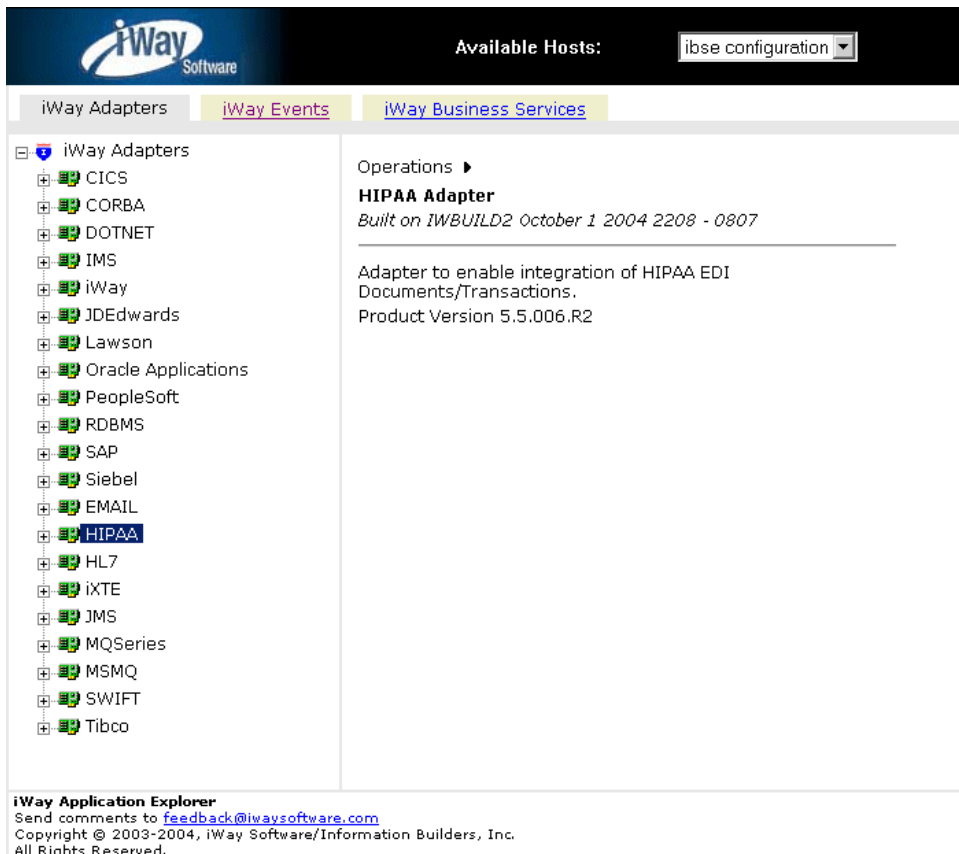 iWay
Software
Available Hosts:
ibse configuration
iWay Adapters
iWay Events
iWay Business Services
iWay Adapters
CICS
CORBA
DOTNET
IMS
iWay
JDEdwards
Lawson
Oracle Applications
PeopleSoft
RDBMS
SAP
Siebel
EMAIL
HIPAA
HL7
iXTE
JMS
MQSeries
MSMQ
SWIFT
Tibco
Operations
HIPAA Adapter
Built on IWBUILD2 October 1 2004 2208 - 0807
Adapter to enable integration of HIPAA EDI
Documents/Transactions.
Product Version 5.5.006.R2
iWay Application Explorer
Send comments to feedback@iwaysoftware.com
Copyright © 2003-2004, iWay Software/Information Builders, Inc.
All Rights Reserved.